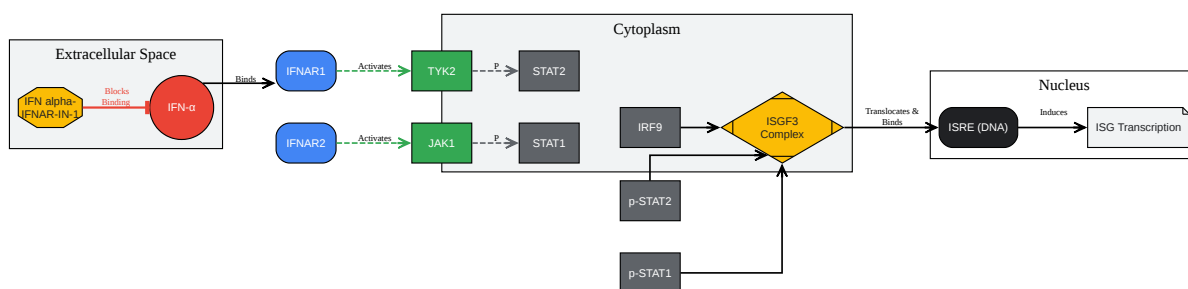 Extracellular Space
IFN alpha-
IFNAR-IN-1
Blocks
Binding
IFN-α
Binds
IFNAR1
Activates
TYK2
P
STAT2
IFNAR2
Activates
JAK1
P
STAT1
Cytoplasm
IRF9
ISGF3
Complex
p-STAT2
p-STAT1
Translocates &
Binds
Nucleus
ISRE (DNA)
Induces
ISG Transcription